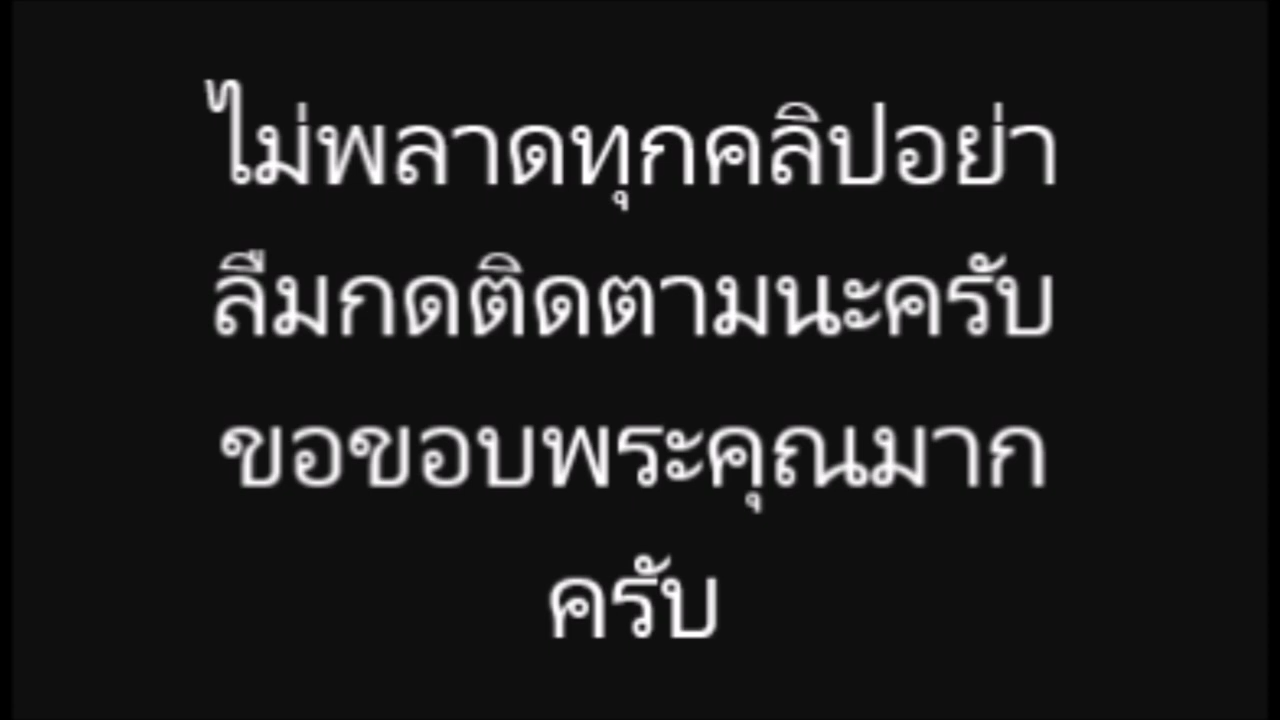 ไม่พลาดทุกคลิปอย่า
ลืมกดติดตามนะครับ
ขอขอบพระคุณมาก
ครับ